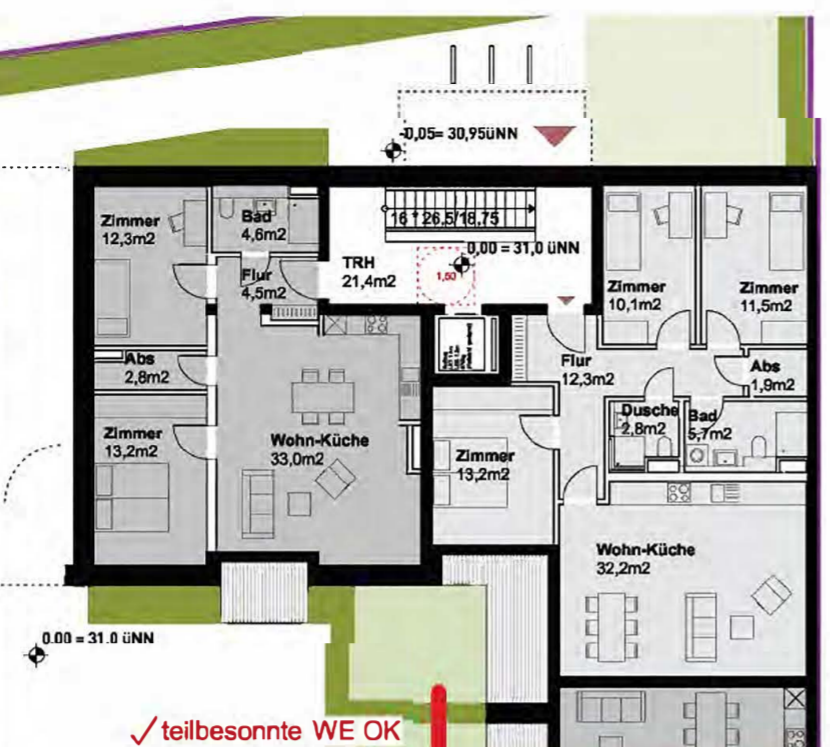 -0,05= 30,95üNN
Zimmer
12,3m2
Bad
4,6m2
16 * 26,5/18,75
0,00 = 31,0 üNN
TRH
21,4m2
1,50
Flur
4,5m2
Zimmer
10,1m2
Zimmer
11,5m2
Abs
2,8m2
Flur
12,3m2
Abs
1,9m2
Zimmer
13,2m2
Wohn-Küche
33,0m2
Zimmer
13,2m2
Dusche
2,8m2
Bad
5,7m2
Wohn-Küche
32,2m2
0.00 = 31.0 üNN
teilbesonnte WE OK